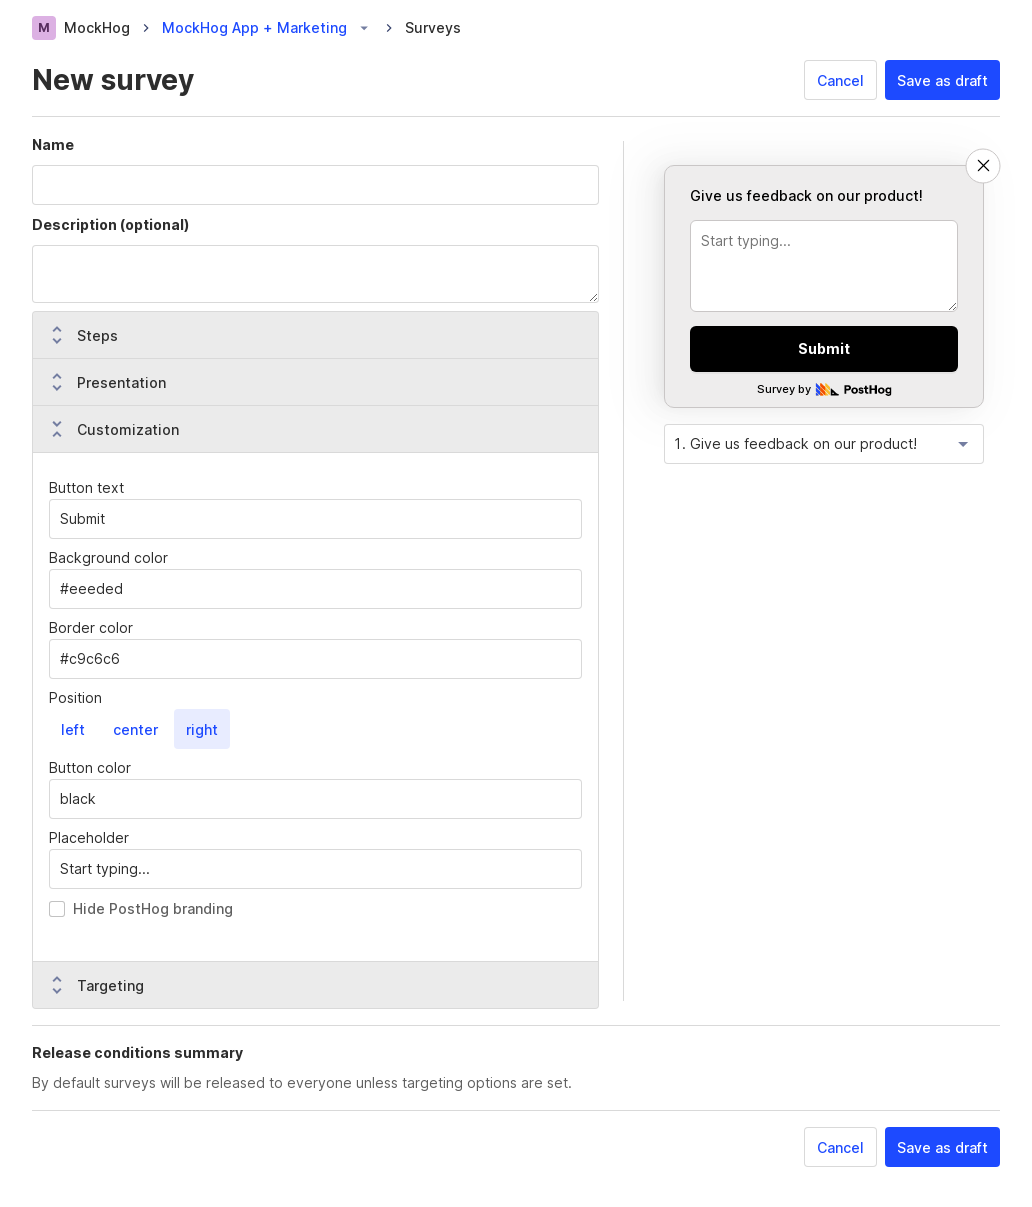 M MockHog MockHog App + Marketing Surveys
New survey
Cancel Save as draft
Name
Description (optional)
Steps
Presentation
Customization
Button text
Submit
Background color
#eeeded
Border color
#c9c6c6
Position
left center right
Button color
black
Placeholder
Start typing...
Hide PostHog branding
Targeting
Give us feedback on our product!
Start typing...
Submit
Survey by PostHog
1. Give us feedback on our product!
Release conditions summary
By default surveys will be released to everyone unless targeting options are set.
Cancel Save as draft